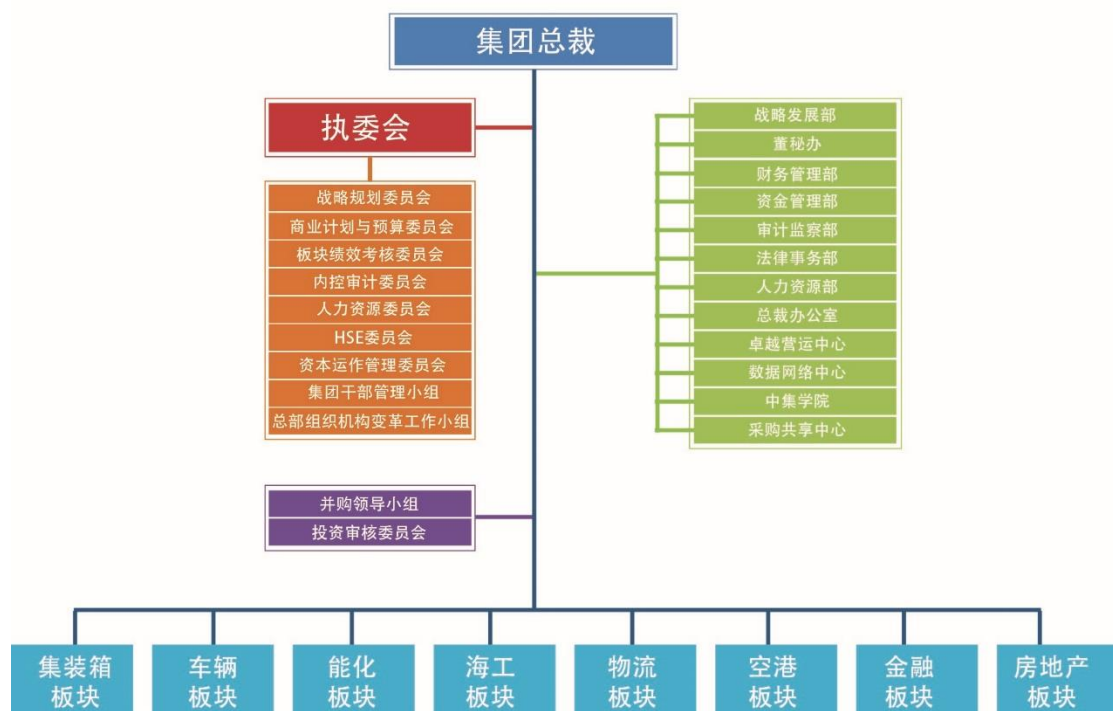 集团总裁
执委会
战略规划委员会
商业计划与预算委员会
板块绩效考核委员会
内控审计委员会
人力资源委员会
HSE委员会
资本运作管理委员会
集团干部管理小组
总部组织机构变革工作小组
并购领导小组
投资审核委员会
战略发展部
董秘办
财务管理部
资金管理部
审计监察部
法律事务部
人力资源部
总裁办公室
卓越营运中心
数据网络中心
中集学院
采购共享中心
集装箱
板块
车辆
板块
能化
板块
海工
板块
物流
板块
空港
板块
金融
板块
房地产
板块